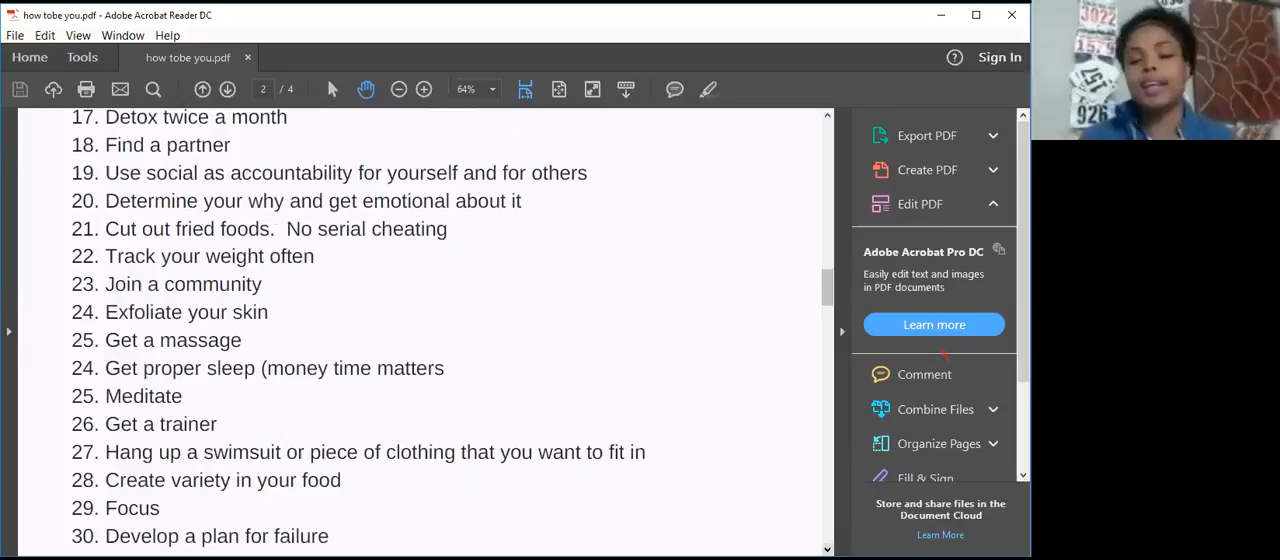 how tobe you.pdf - Adobe Acrobat Reader DC
File Edit View Window Help
Home Tools how tobe you.pdf × ? Sign In
2 / 4 64%
17. Detox twice a month
18. Find a partner
19. Use social as accountability for yourself and for others
20. Determine your why and get emotional about it
21. Cut out fried foods.  No serial cheating
22. Track your weight often
23. Join a community
24. Exfoliate your skin
25. Get a massage
24. Get proper sleep (money time matters
25. Meditate
26. Get a trainer
27. Hang up a swimsuit or piece of clothing that you want to fit in
28. Create variety in your food
29. Focus
30. Develop a plan for failure
Export PDF
Create PDF
Edit PDF
Adobe Acrobat Pro DC
Easily edit text and images
in PDF documents
Learn more
Comment
Combine Files
Organize Pages
Fill & Sign
Store and share files in the
Document Cloud
Learn More
3022
1579
157
926